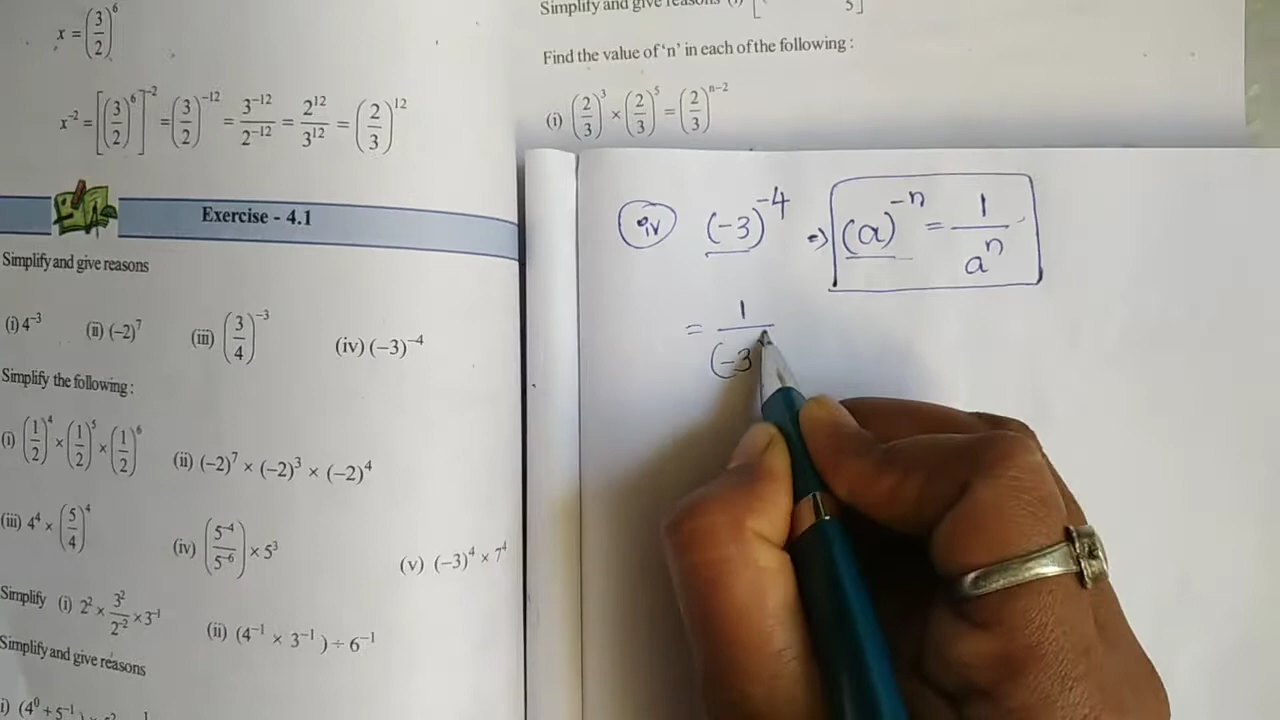 x = (3/2)^6
x^-2 = [(3/2)^6]^-2 = (3/2)^-12 = 3^-12/2^-12 = 2^12/3^12 = (2/3)^12
Exercise - 4.1
Simplify and give reasons
(i) 4^-3 (ii) (-2)^7 (iii) (3/4)^-3 (iv) (-3)^-4
Simplify the following :
(i) (1/2)^4 × (1/2)^5 × (1/2)^6 (ii) (-2)^7 × (-2)^3 × (-2)^4
(iii) 4^4 × (5/4)^4 (iv) (5^-4/5^-6) × 5^3 (v) (-3)^4 × 7^4
Simplify (i) 2^2 × 3^2/2^-2 × 3^-1 (ii) (4^-1 × 3^-1) ÷ 6^-1
Simplify and give reasons
Simplify and give reasons (i) [
Find the value of 'n' in each of the following :
(i) (2/3)^3 × (2/3)^5 = (2/3)^n-2
iv (-3)^-4 ⇒ (a)^-n = 1/a^n
= 1/(-3